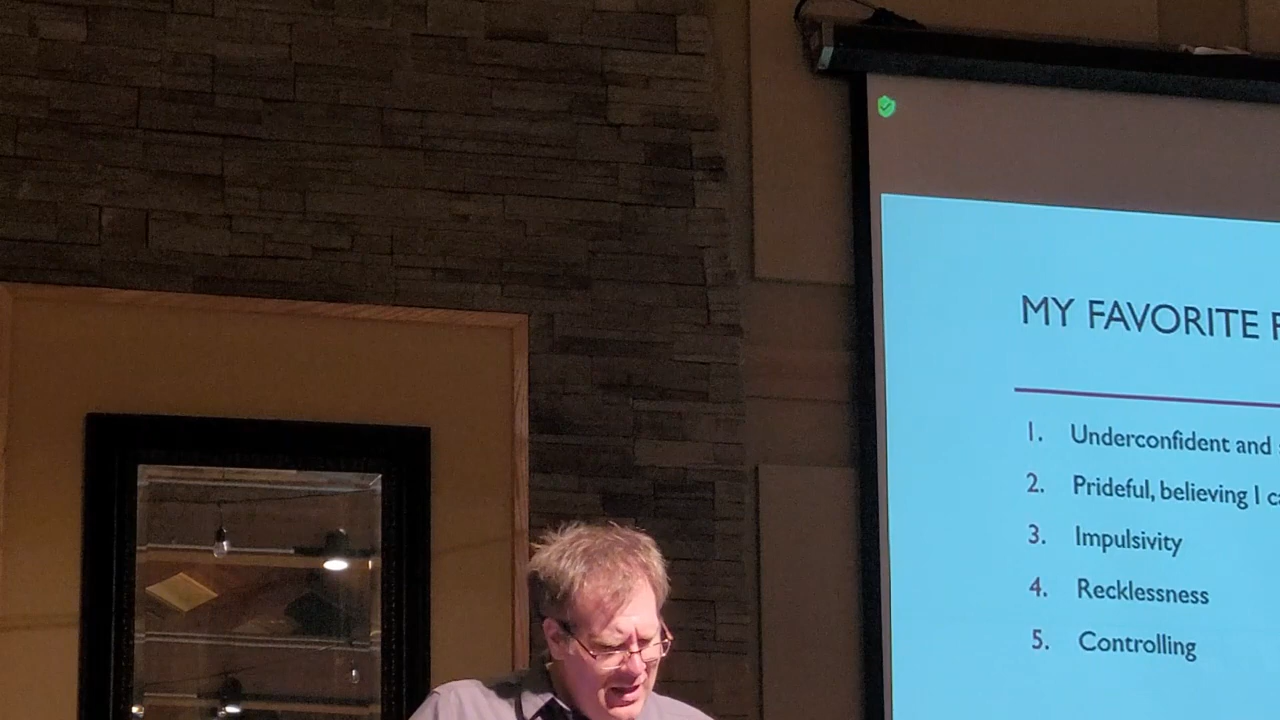 MY FAVORITE
1. Underconfident and
2. Prideful, believing I
3. Impulsivity
4. Recklessness
5. Controlling